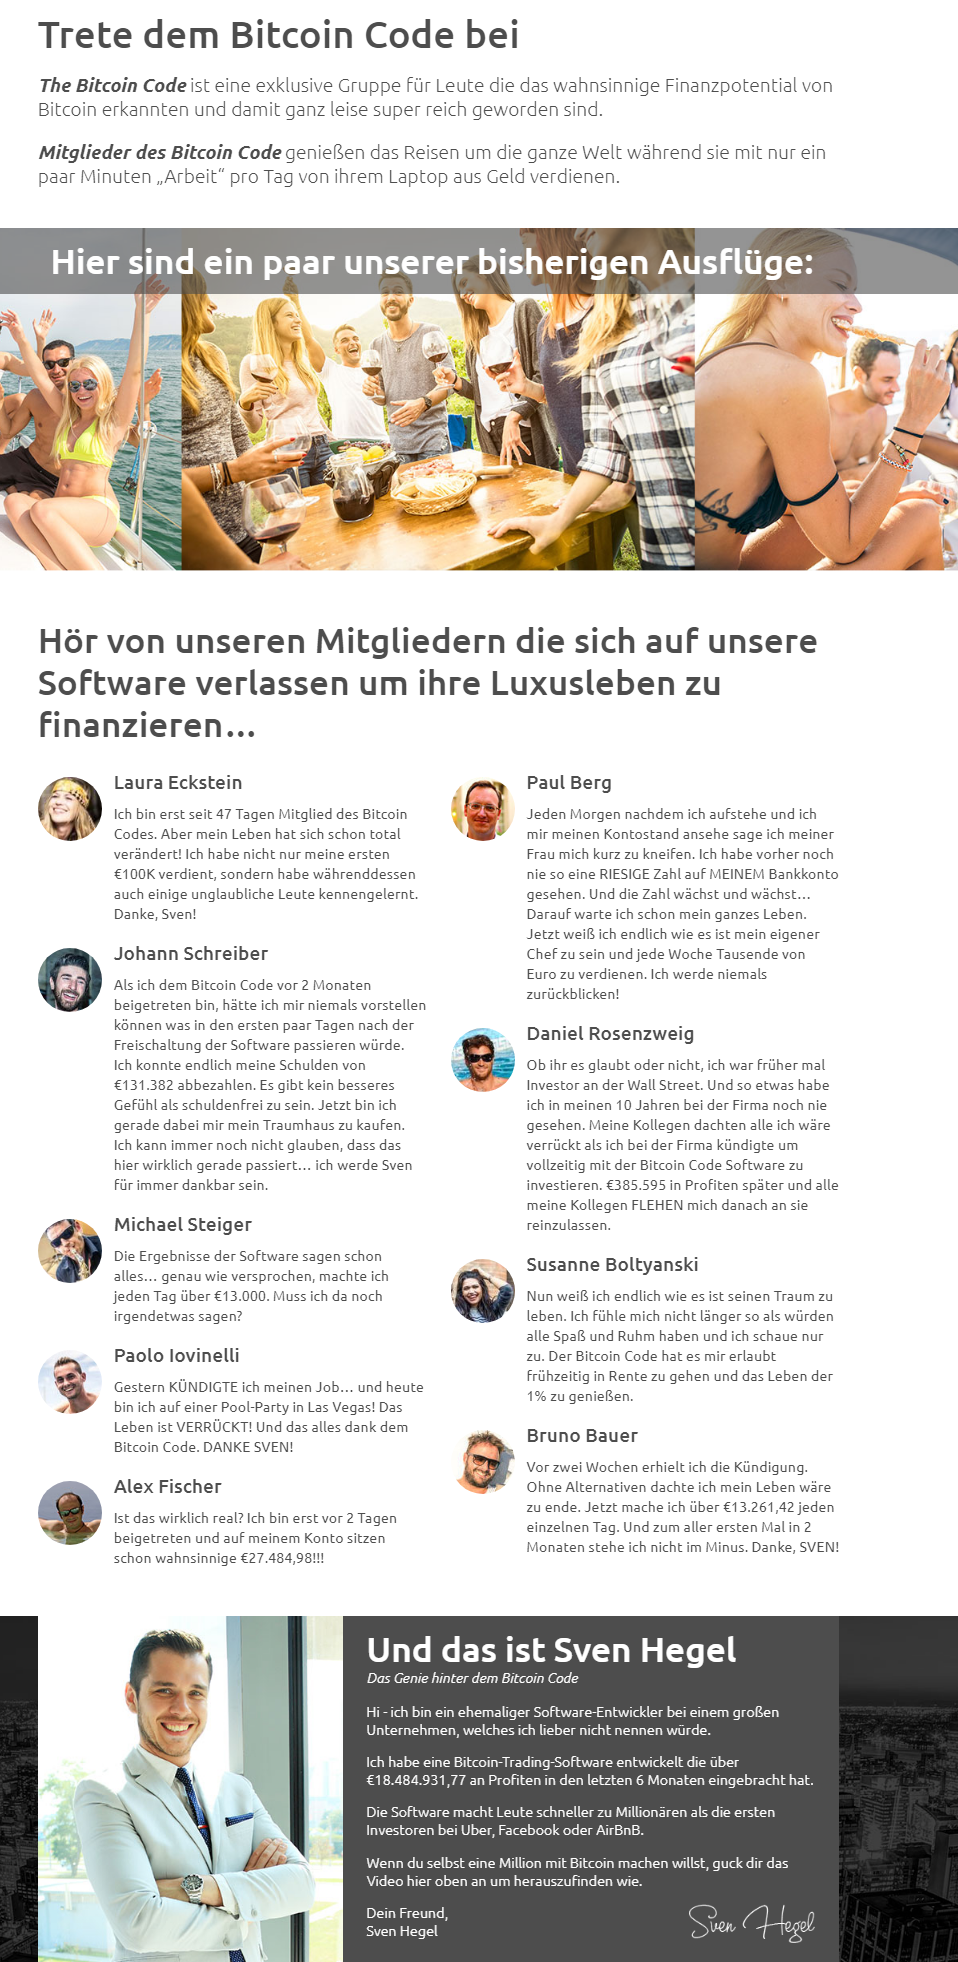 Trete dem Bitcoin Code bei
The Bitcoin Code ist eine exklusive Gruppe für Leute die das wahnsinnige Finanzpotential von
Bitcoin erkannten und damit ganz leise super reich geworden sind.
Mitglieder des Bitcoin Code genießen das Reisen um die ganze Welt während sie mit nur ein
paar Minuten „Arbeit“ pro Tag von ihrem Laptop aus Geld verdienen.
Hier sind ein paar unserer bisherigen Ausflüge:
Hör von unseren Mitgliedern die sich auf unsere
Software verlassen um ihre Luxusleben zu
finanzieren…
Laura Eckstein
Ich bin erst seit 47 Tagen Mitglied des Bitcoin
Codes. Aber mein Leben hat sich schon total
verändert! Ich habe nicht nur meine ersten
€100K verdient, sondern habe währenddessen
auch einige unglaubliche Leute kennengelernt.
Danke, Sven!
Johann Schreiber
Als ich dem Bitcoin Code vor 2 Monaten
beigetreten bin, hätte ich mir niemals vorstellen
können was in den ersten paar Tagen nach der
Freischaltung der Software passieren würde.
Ich konnte endlich meine Schulden von
€131.382 abbezahlen. Es gibt kein besseres
Gefühl als schuldenfrei zu sein. Jetzt bin ich
gerade dabei mir mein Traumhaus zu kaufen.
Ich kann immer noch nicht glauben, dass das
hier wirklich gerade passiert… ich werde Sven
für immer dankbar sein.
Michael Steiger
Die Ergebnisse der Software sagen schon
alles… genau wie versprochen, machte ich
jeden Tag über €13.000. Muss ich da noch
irgendetwas sagen?
Paolo Iovinelli
Gestern KÜNDIGTE ich meinen Job… und heute
bin ich auf einer Pool-Party in Las Vegas! Das
Leben ist VERRÜCKT! Und das alles dank dem
Bitcoin Code. DANKE SVEN!
Alex Fischer
Ist das wirklich real? Ich bin erst vor 2 Tagen
beigetreten und auf meinem Konto sitzen
schon wahnsinnige €27.484,98!!!
Paul Berg
Jeden Morgen nachdem ich aufstehe und ich
mir meinen Kontostand ansehe sage ich meiner
Frau mich kurz zu kneifen. Ich habe vorher noch
nie so eine RIESIGE Zahl auf MEINEM Bankkonto
gesehen. Und die Zahl wächst und wächst…
Darauf warte ich schon mein ganzes Leben.
Jetzt weiß ich endlich wie es ist mein eigener
Chef zu sein und jede Woche Tausende von
Euro zu verdienen. Ich werde niemals
zurückblicken!
Daniel Rosenzweig
Ob ihr es glaubt oder nicht, ich war früher mal
Investor an der Wall Street. Und so etwas habe
ich in meinen 10 Jahren bei der Firma noch nie
gesehen. Meine Kollegen dachten alle ich wäre
verrückt als ich bei der Firma kündigte um
vollzeitig mit der Bitcoin Code Software zu
investieren. €385.595 in Profiten später und alle
meine Kollegen FLEHEN mich danach an sie
reinzulassen.
Susanne Boltyanski
Nun weiß ich endlich wie es ist seinen Traum zu
leben. Ich fühle mich nicht länger so als würden
alle Spaß und Ruhm haben und ich schaue nur
zu. Der Bitcoin Code hat es mir erlaubt
frühzeitig in Rente zu gehen und das Leben der
1% zu genießen.
Bruno Bauer
Vor zwei Wochen erhielt ich die Kündigung.
Ohne Alternativen dachte ich mein Leben wäre
zu ende. Jetzt mache ich über €13.261,42 jeden
einzelnen Tag. Und zum aller ersten Mal in 2
Monaten stehe ich nicht im Minus. Danke, SVEN!
Und das ist Sven Hegel
Das Genie hinter dem Bitcoin Code
Hi - ich bin ein ehemaliger Software-Entwickler bei einem großen
Unternehmen, welches ich lieber nicht nennen würde.
Ich habe eine Bitcoin-Trading-Software entwickelt die über
€18.484.931,77 an Profiten in den letzten 6 Monaten eingebracht hat.
Die Software macht Leute schneller zu Millionären als die ersten
Investoren bei Uber, Facebook oder AirBnB.
Wenn du selbst eine Million mit Bitcoin machen willst, guck dir das
Video hier oben an um herauszufinden wie.
Dein Freund,
Sven Hegel
Sven Hegel